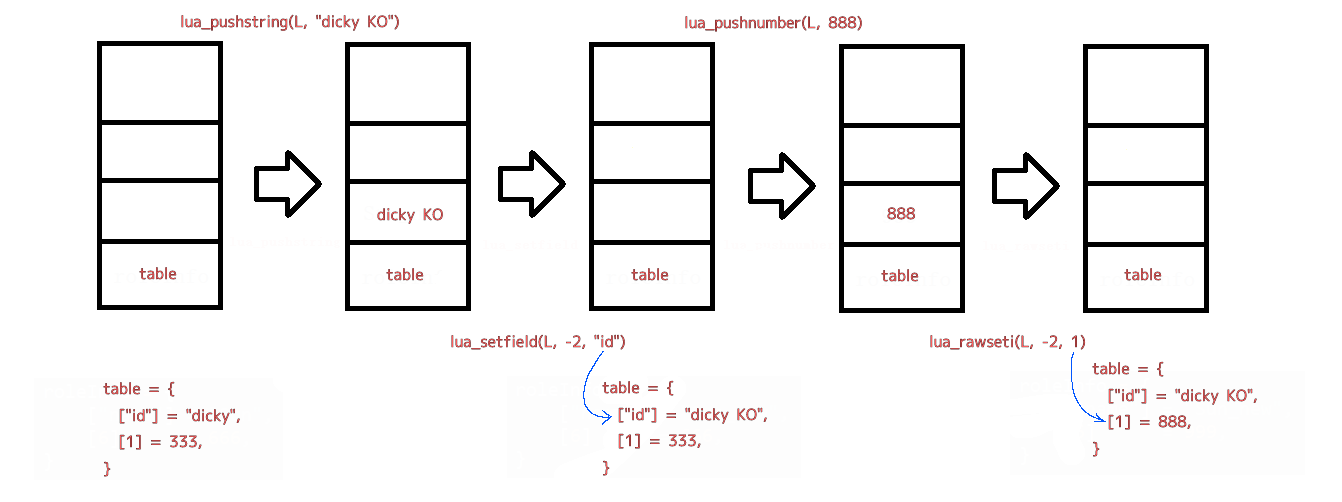 lua_pushstring(L, "dicky KO")
lua_pushnumber(L, 888)
dicky KO
888
table
table
table
table
table
lua_setfield(L, -2, "id")
lua_rawseti(L, -2, 1)
table = {
["id"] = "dicky",
[1] = 333,
}
table = {
["id"] = "dicky KO",
[1] = 333,
}
table = {
["id"] = "dicky KO",
[1] = 888,
}